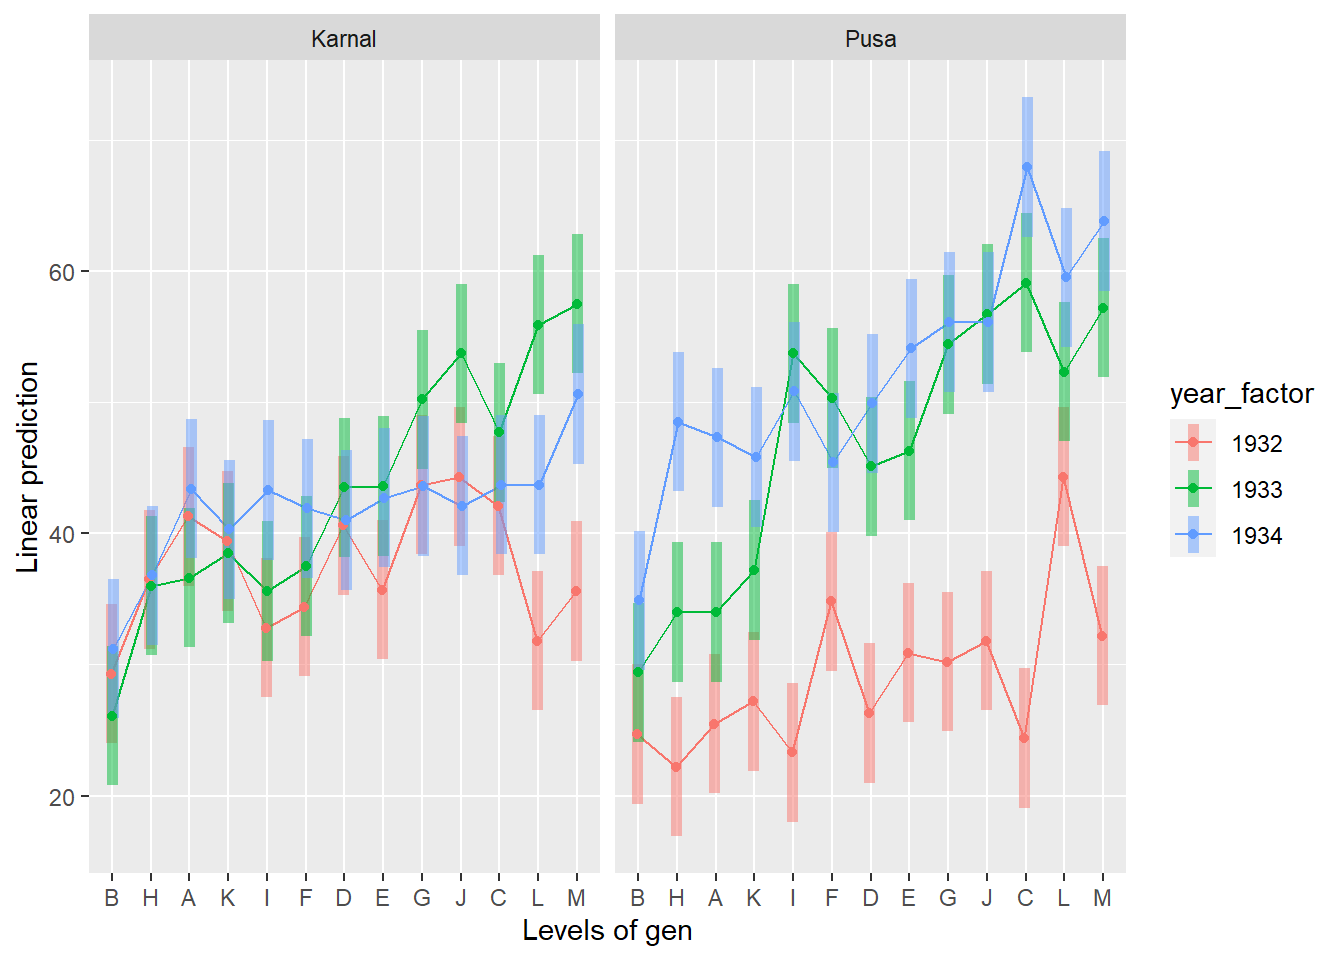 Karnal
Pusa
Linear prediction
60
40
20
B H A K I F D E G J C L M
B H A K I F D E G J C L M
Levels of gen
year_factor
1932
1933
1934